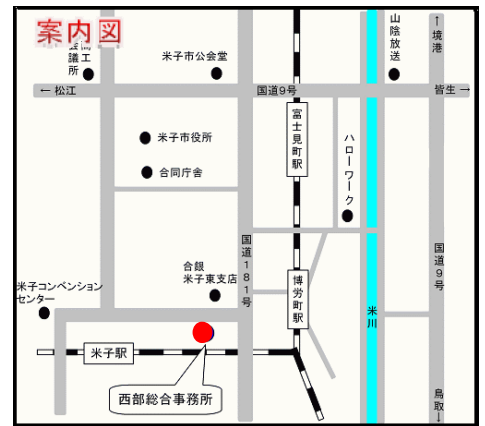 案内図
商工
会議所
米子市公会堂
山陰放送
↑境港
← 松江
国道9号
皆生 →
富士見町駅
ハローワーク
米子市役所
合同庁舎
国道181号
国道9号
合銀
米子東支店
博労町駅
米川
米子コンベンション
センター
米子駅
西部総合事務所
鳥取↓